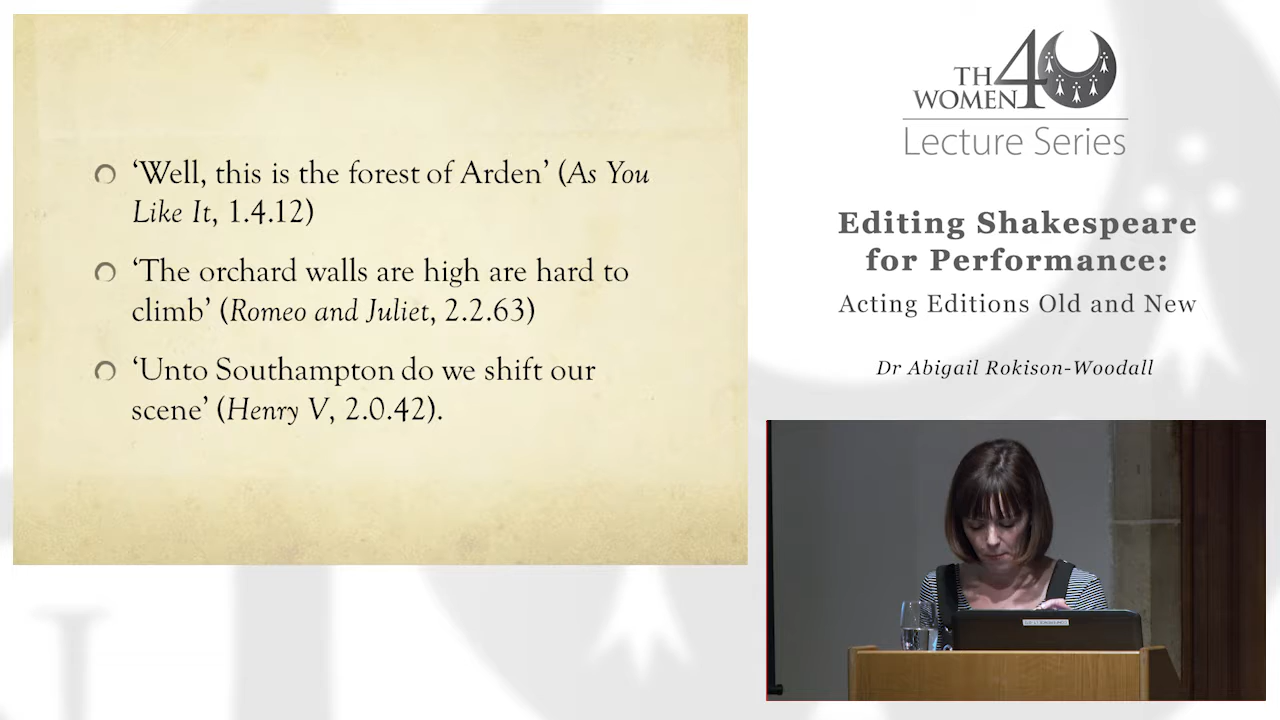 ‘Well, this is the forest of Arden’ (As You
Like It, 1.4.12)
‘The orchard walls are high are hard to
climb’ (Romeo and Juliet, 2.2.63)
‘Unto Southampton do we shift our
scene’ (Henry V, 2.0.42).
TH 40
WOMEN
Lecture Series
Editing Shakespeare
for Performance:
Acting Editions Old and New
Dr Abigail Rokison-Woodall